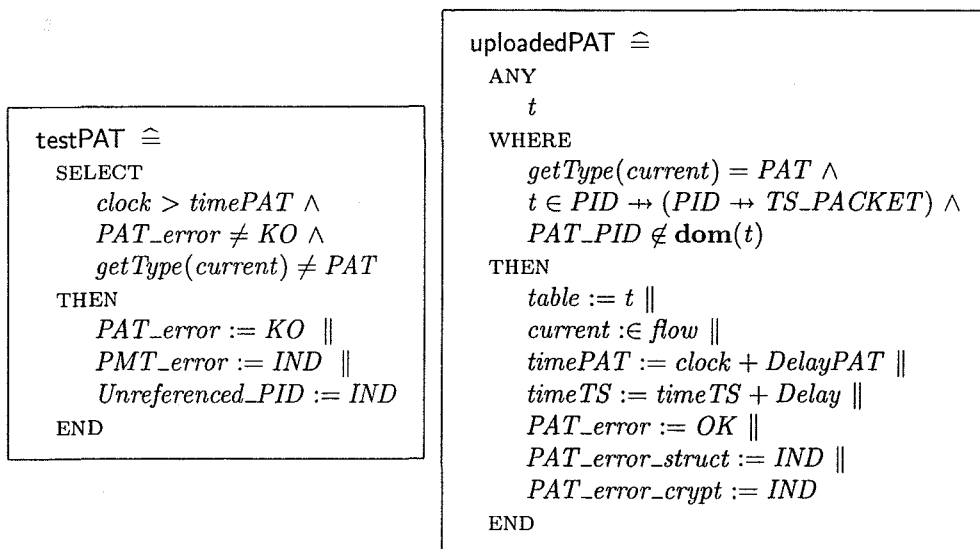 testPAT ≙
SELECT
clock > timePAT ∧
PAT_error ≠ KO ∧
getType(current) ≠ PAT
THEN
PAT_error := KO ‖
PMT_error := IND ‖
Unreferenced_PID := IND
END
uploadedPAT ≙
ANY
t
WHERE
getType(current) = PAT ∧
t ∈ PID ⇸ (PID ⇸ TS_PACKET) ∧
PAT_PID ∉ dom(t)
THEN
table := t ‖
current :∈ flow ‖
timePAT := clock + DelayPAT ‖
timeTS := timeTS + Delay ‖
PAT_error := OK ‖
PAT_error_struct := IND ‖
PAT_error_crypt := IND
END